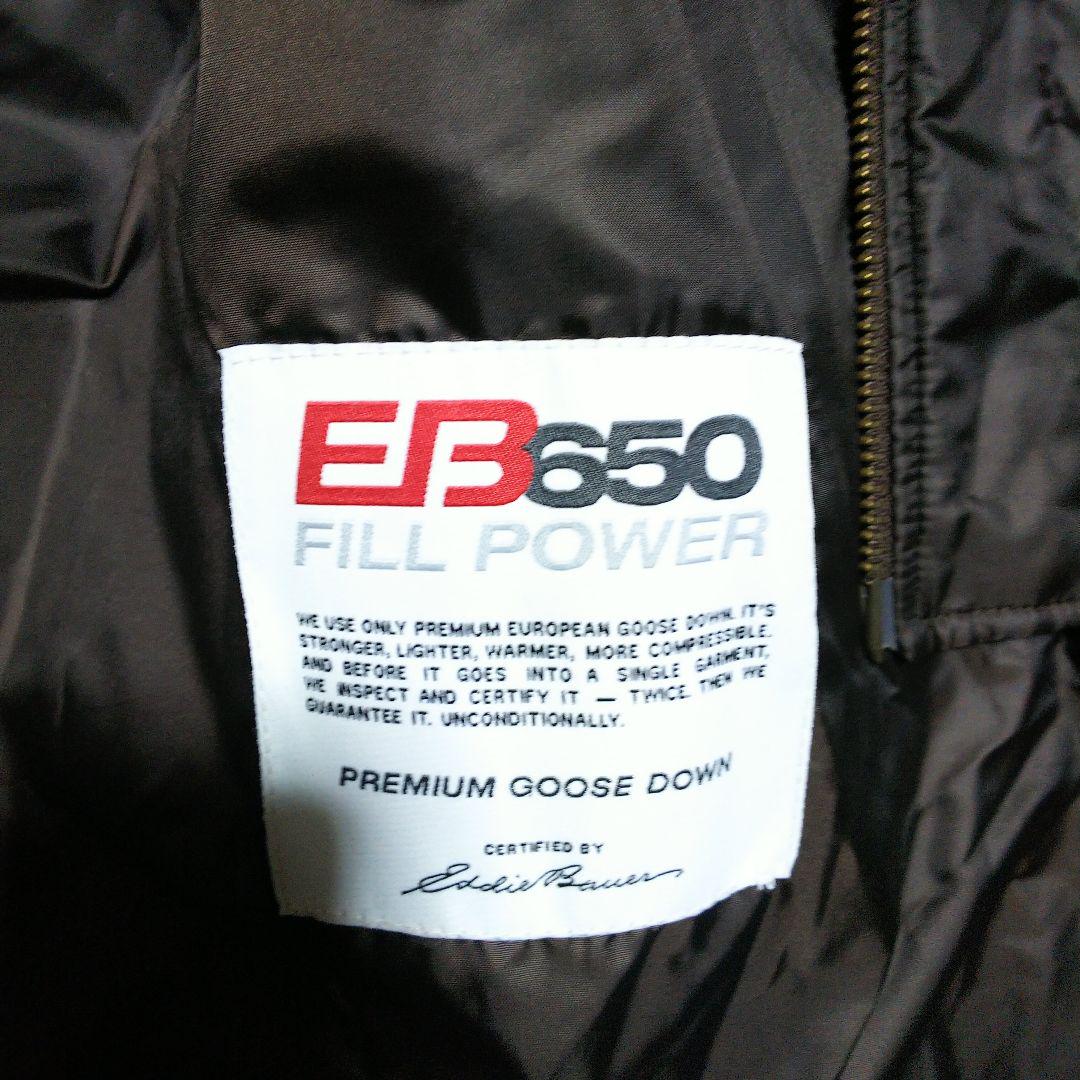 EB650
FILL POWER
WE USE ONLY PREMIUM EUROPEAN GOOSE DOWN. IT'S
STRONGER, LIGHTER, WARMER, MORE COMPRESSIBLE.
AND BEFORE IT GOES INTO A SINGLE GARMENT,
WE INSPECT AND CERTIFY IT — TWICE. THEN WE
GUARANTEE IT. UNCONDITIONALLY.
PREMIUM GOOSE DOWN
CERTIFIED BY
Eddie Bauer